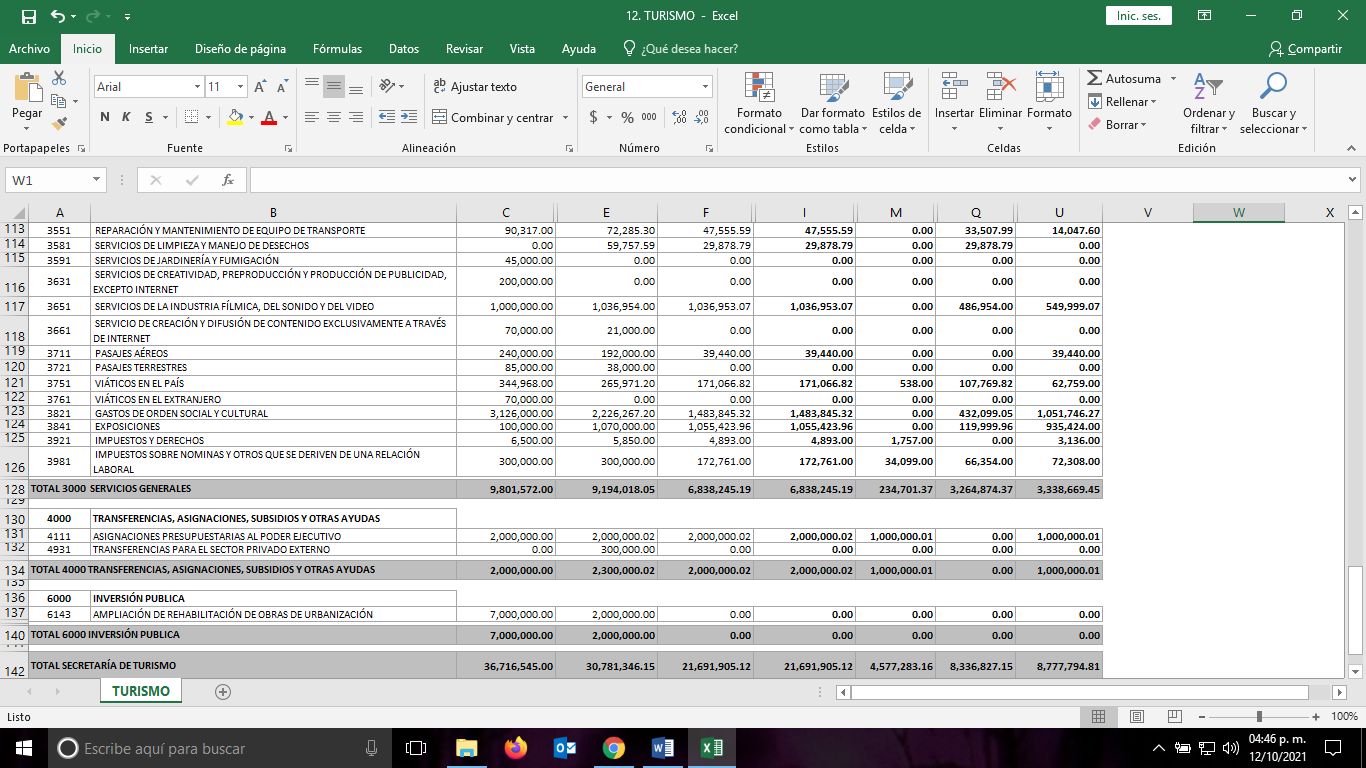 12. TURISMO - Excel
Inic. ses.
Archivo Inicio Insertar Diseño de página Fórmulas Datos Revisar Vista Ayuda ¿Qué desea hacer? Compartir
Pegar
Arial 11
N K S
Ajustar texto
Combinar y centrar
General
$ % 000
Formato condicional
Dar formato como tabla
Estilos de celda
Insertar Eliminar Formato
Autosuma
Rellenar
Borrar
Ordenar y filtrar
Buscar y seleccionar
Portapapeles Fuente Alineación Número Estilos Celdas Edición
W1 fx
A B C E F I M Q U V W X
113 3551 REPARACIÓN Y MANTENIMIENTO DE EQUIPO DE TRANSPORTE 90,317.00 72,285.30 47,555.59 47,555.59 0.00 33,507.99 14,047.60
114 3581 SERVICIOS DE LIMPIEZA Y MANEJO DE DESECHOS 0.00 59,757.59 29,878.79 29,878.79 0.00 29,878.79 0.00
115 3591 SERVICIOS DE JARDINERÍA Y FUMIGACIÓN 45,000.00 0.00 0.00 0.00 0.00 0.00 0.00
116 3631 SERVICIOS DE CREATIVIDAD, PREPRODUCCIÓN Y PRODUCCIÓN DE PUBLICIDAD,
EXCEPTO INTERNET 200,000.00 0.00 0.00 0.00 0.00 0.00 0.00
117 3651 SERVICIOS DE LA INDUSTRIA FÍLMICA, DEL SONIDO Y DEL VIDEO 1,000,000.00 1,036,954.00 1,036,953.07 1,036,953.07 0.00 486,954.00 549,999.07
118 3661 SERVICIO DE CREACIÓN Y DIFUSIÓN DE CONTENIDO EXCLUSIVAMENTE A TRAVÉS
DE INTERNET 70,000.00 21,000.00 0.00 0.00 0.00 0.00 0.00
119 3711 PASAJES AÉREOS 240,000.00 192,000.00 39,440.00 39,440.00 0.00 0.00 39,440.00
120 3721 PASAJES TERRESTRES 85,000.00 38,000.00 0.00 0.00 0.00 0.00 0.00
121 3751 VIÁTICOS EN EL PAÍS 344,968.00 265,971.20 171,066.82 171,066.82 538.00 107,769.82 62,759.00
122 3761 VIÁTICOS EN EL EXTRANJERO 70,000.00 0.00 0.00 0.00 0.00 0.00 0.00
123 3821 GASTOS DE ORDEN SOCIAL Y CULTURAL 3,126,000.00 2,226,267.20 1,483,845.32 1,483,845.32 0.00 432,099.05 1,051,746.27
124 3841 EXPOSICIONES 100,000.00 1,070,000.00 1,055,423.96 1,055,423.96 0.00 119,999.96 935,424.00
125 3921 IMPUESTOS Y DERECHOS 6,500.00 5,850.00 4,893.00 4,893.00 1,757.00 0.00 3,136.00
126 3981 IMPUESTOS SOBRE NOMINAS Y OTROS QUE SE DERIVEN DE UNA RELACIÓN
LABORAL 300,000.00 300,000.00 172,761.00 172,761.00 34,099.00 66,354.00 72,308.00
128 TOTAL 3000 SERVICIOS GENERALES 9,801,572.00 9,194,018.05 6,838,245.19 6,838,245.19 234,701.37 3,264,874.37 3,338,669.45
129
130 4000 TRANSFERENCIAS, ASIGNACIONES, SUBSIDIOS Y OTRAS AYUDAS
131 4111 ASIGNACIONES PRESUPUESTARIAS AL PODER EJECUTIVO 2,000,000.00 2,000,000.02 2,000,000.02 2,000,000.02 1,000,000.01 0.00 1,000,000.01
132 4931 TRANSFERENCIAS PARA EL SECTOR PRIVADO EXTERNO 0.00 300,000.00 0.00 0.00 0.00 0.00 0.00
134 TOTAL 4000 TRANSFERENCIAS, ASIGNACIONES, SUBSIDIOS Y OTRAS AYUDAS 2,000,000.00 2,300,000.02 2,000,000.02 2,000,000.02 1,000,000.01 0.00 1,000,000.01
135
136 6000 INVERSIÓN PUBLICA
137 6143 AMPLIACIÓN DE REHABILITACIÓN DE OBRAS DE URBANIZACIÓN 7,000,000.00 2,000,000.00 0.00 0.00 0.00 0.00 0.00
140 TOTAL 6000 INVERSIÓN PUBLICA 7,000,000.00 2,000,000.00 0.00 0.00 0.00 0.00 0.00
142 TOTAL SECRETARÍA DE TURISMO 36,716,545.00 30,781,346.15 21,691,905.12 21,691,905.12 4,577,283.16 8,336,827.15 8,777,794.81
TURISMO
Listo 100%
Escribe aquí para buscar
04:46 p. m.
12/10/2021